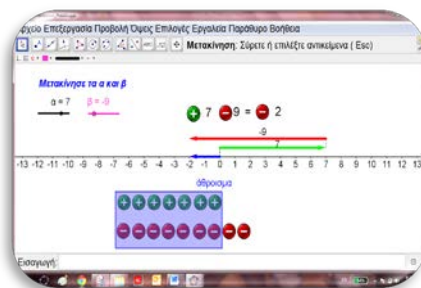 Αρχείο Επεξεργασία Προβολή Όψεις Επιλογές Εργαλεία Παράθυρο Βοήθεια
Μετακίνηση: Σύρετε ή επιλέξτε αντικείμενα ( Esc)
Μετακίνησε τα α και β
α = 7 β = -9
+ 7 − 9 = − 2
-9
7
-13 -12 -11 -10 -9 -8 -7 -6 -5 -4 -3 -2 -1 0 1 2 3 4 5 6 7 8 9 10 11 12 13
άθροισμα
+ + + + + + +
− − − − − − − − −
Εισαγωγή: